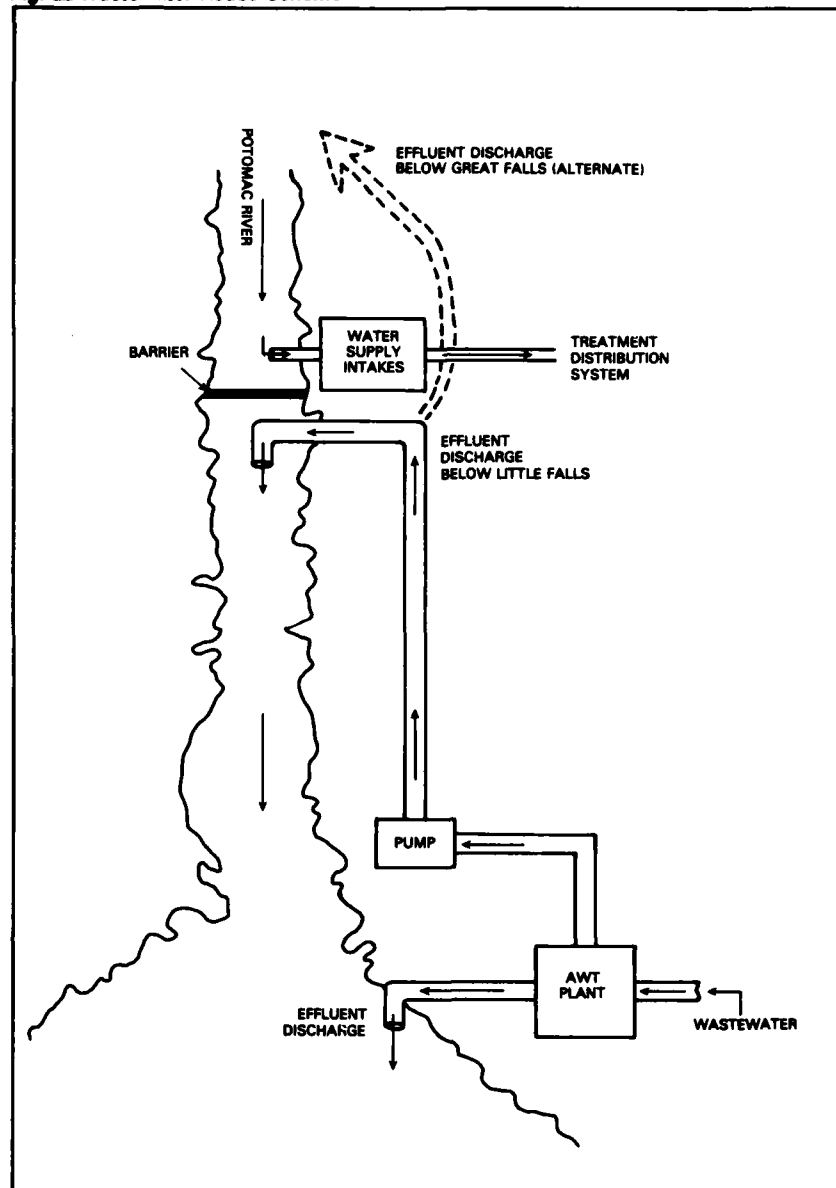 POTOMAC RIVER
EFFLUENT DISCHARGE
BELOW GREAT FALLS (ALTERNATE)
BARRIER
WATER
SUPPLY
INTAKES
TREATMENT
DISTRIBUTION
SYSTEM
EFFLUENT
DISCHARGE
BELOW LITTLE FALLS
PUMP
AWT
PLANT
EFFLUENT
DISCHARGE
WASTEWATER